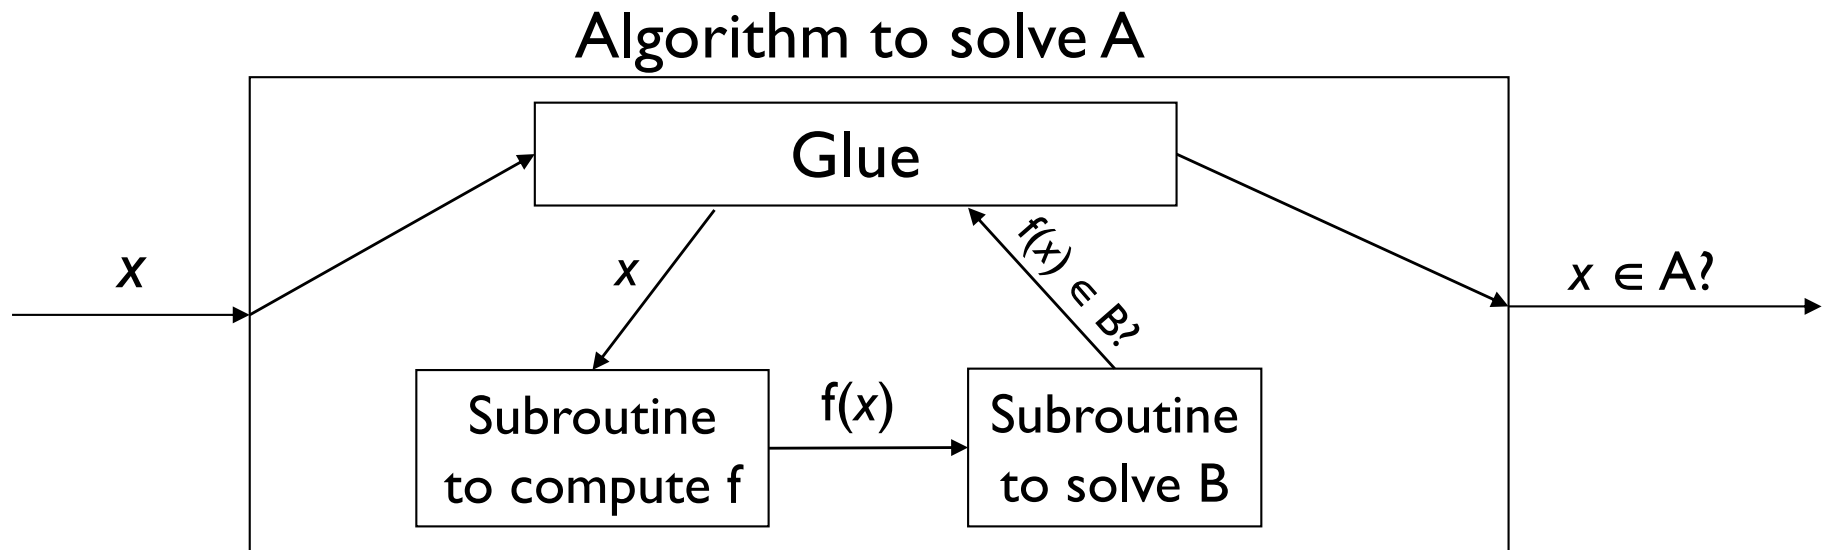 Algorithm to solve A
Glue
x
x
f(x) ∈ B?
x ∈ A?
Subroutine
to compute f
f(x)
Subroutine
to solve B